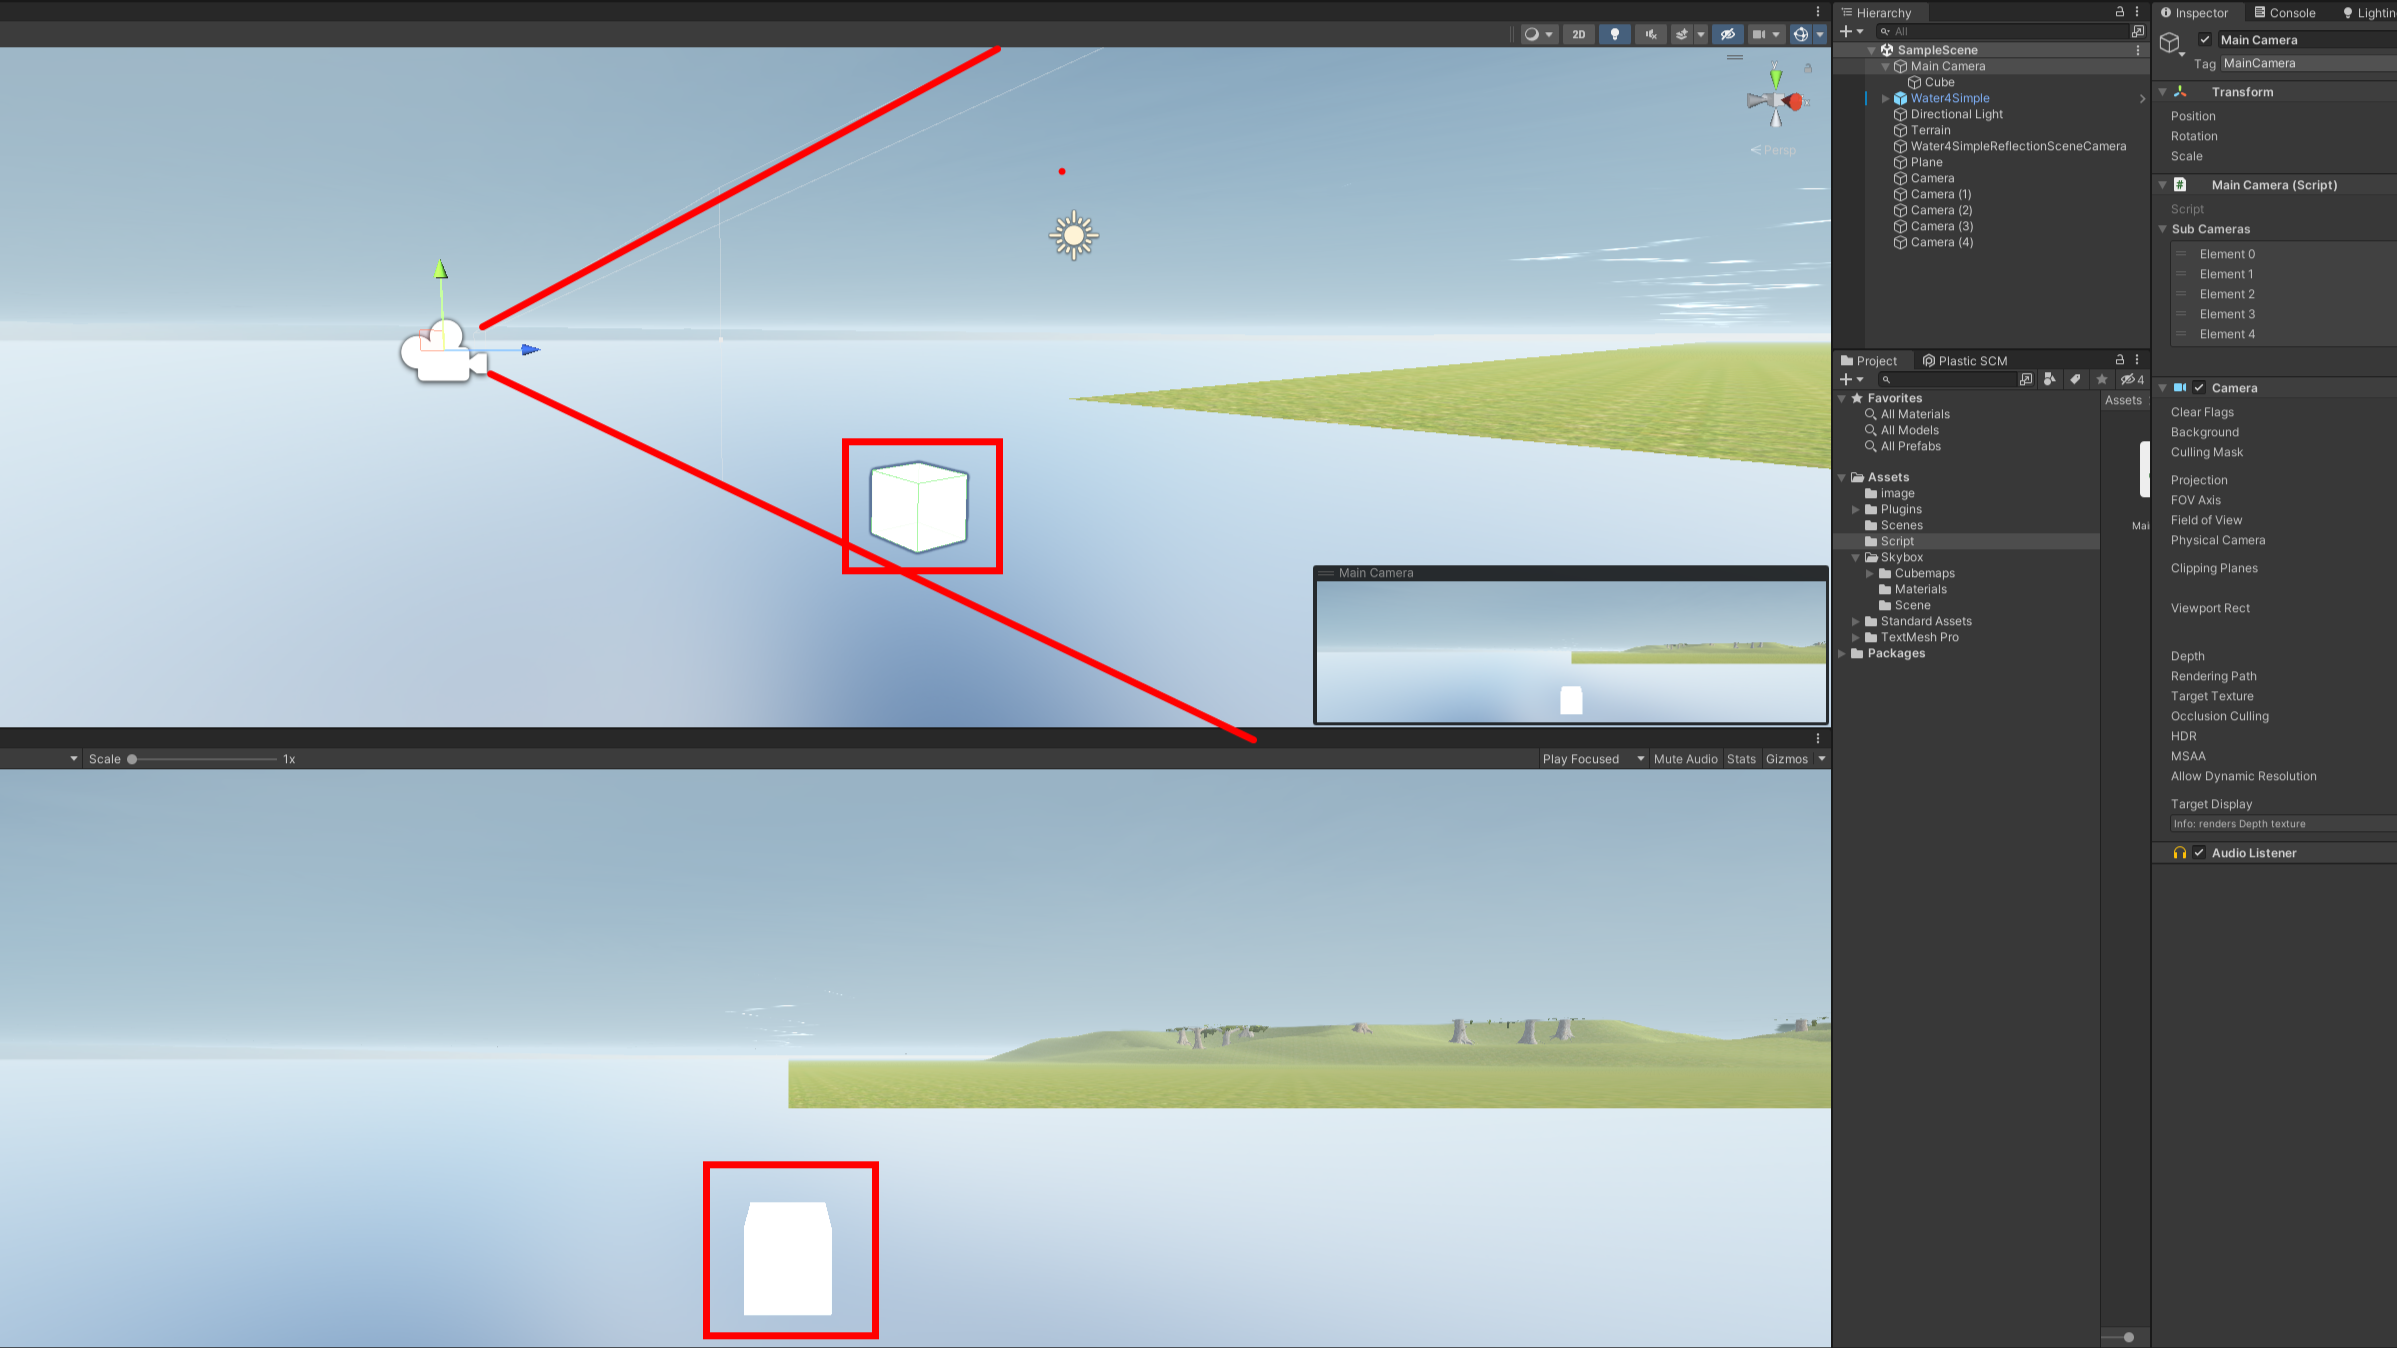 2D
y
x
Persp
Main Camera
Scale
1x
Play Focused
Mute Audio
Stats
Gizmos
Hierarchy
All
SampleScene
Main Camera
Cube
Water4Simple
Directional Light
Terrain
Water4SimpleReflectionSceneCamera
Plane
Camera
Camera (1)
Camera (2)
Camera (3)
Camera (4)
Project
Plastic SCM
4
Favorites
All Materials
All Models
All Prefabs
Assets
image
Plugins
Scenes
Script
Skybox
Cubemaps
Materials
Scene
Standard Assets
TextMesh Pro
Packages
Assets
Mai
Inspector
Console
Lightin
Main Camera
Tag MainCamera
Transform
Position
Rotation
Scale
# Main Camera (Script)
Script
Sub Cameras
Element 0
Element 1
Element 2
Element 3
Element 4
Camera
Clear Flags
Background
Culling Mask
Projection
FOV Axis
Field of View
Physical Camera
Clipping Planes
Viewport Rect
Depth
Rendering Path
Target Texture
Occlusion Culling
HDR
MSAA
Allow Dynamic Resolution
Target Display
Info: renders Depth texture
Audio Listener